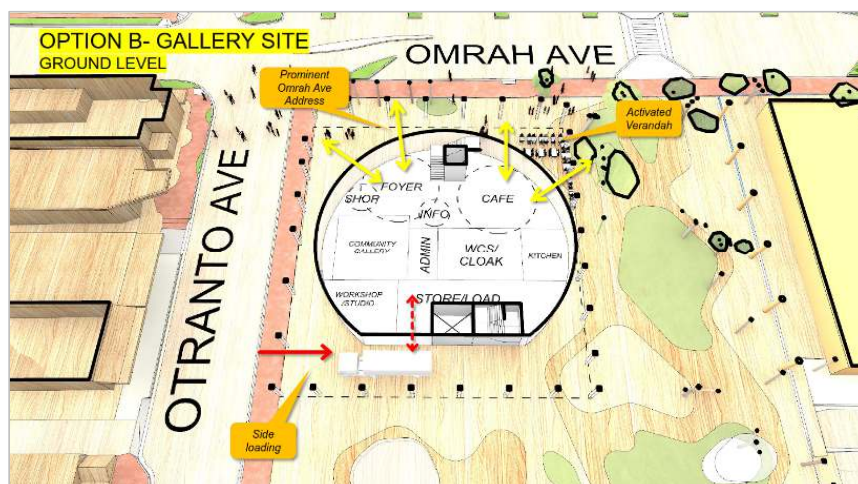 OPTION B- GALLERY SITE
GROUND LEVEL
OMRAH AVE
Prominent
Omrah Ave
Address
Activated
Verandah
OTRANTO AVE
FOYER
SHOP
INFO
CAFE
COMMUNITY
GALLERY
ADMIN
WCS/
CLOAK
KITCHEN
WORKSHOP
/STUDIO
STORE/LOAD
Side
loading